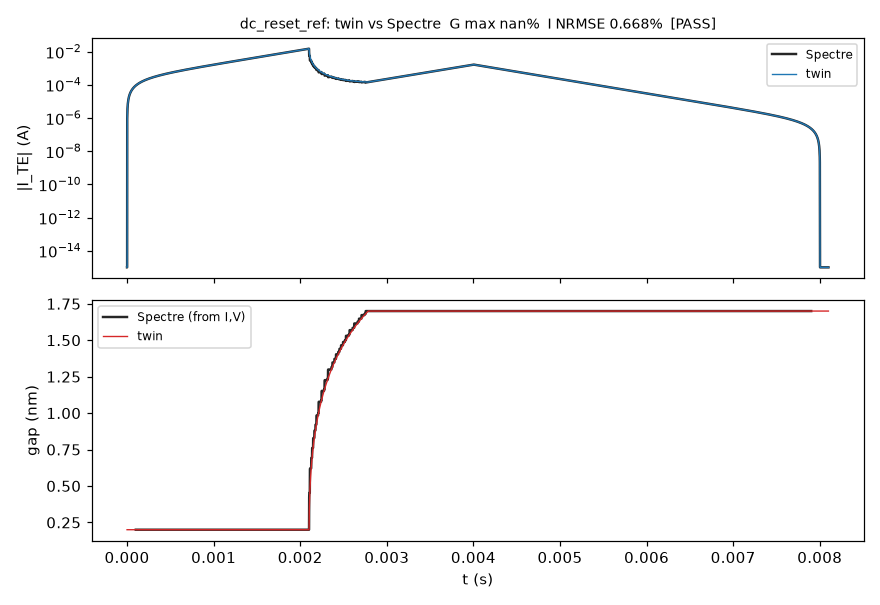 dc_reset_ref: twin vs Spectre  G max nan%  I NRMSE 0.668%  [PASS]
|I_TE| (A)
10⁻²
10⁻⁴
10⁻⁶
10⁻⁸
10⁻¹⁰
10⁻¹²
10⁻¹⁴
Spectre
twin
gap (nm)
1.75
1.50
1.25
1.00
0.75
0.50
0.25
Spectre (from I,V)
twin
0.000 0.001 0.002 0.003 0.004 0.005 0.006 0.007 0.008
t (s)